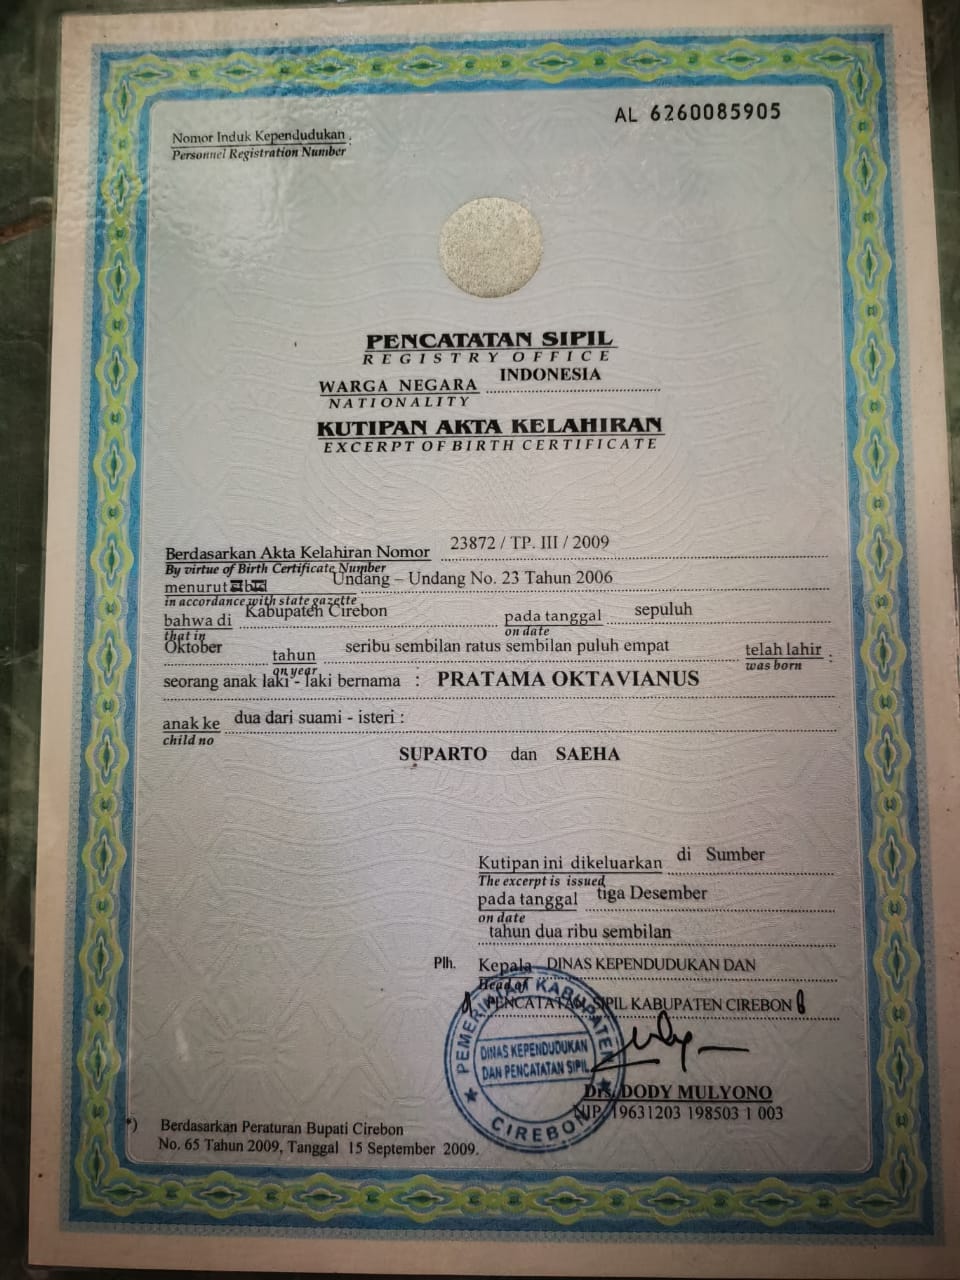 AL 6260085905
Nomor Induk Kependudukan :
Personnel Registration Number
PENCATATAN SIPIL
REGISTRY OFFICE
WARGA NEGARA INDONESIA
NATIONALITY
KUTIPAN AKTA KELAHIRAN
EXCERPT OF BIRTH CERTIFICATE
Berdasarkan Akta Kelahiran Nomor 23872 / TP. III / 2009
By virtue of Birth Certificate Number
menurut Undang – Undang No. 23 Tahun 2006
in accordance with state gazette
bahwa di Kabupaten Cirebon pada tanggal sepuluh
that in on date
Oktober tahun seribu sembilan ratus sembilan puluh empat telah lahir :
on year was born
seorang anak laki - laki bernama : PRATAMA OKTAVIANUS
anak ke dua dari suami - isteri :
child no
SUPARTO dan SAEHA
Kutipan ini dikeluarkan di Sumber
The excerpt is issued
pada tanggal tiga Desember
on date
tahun dua ribu sembilan
Plh. Kepala DINAS KEPENDUDUKAN DAN
Head of
PENCATATAN SIPIL KABUPATEN CIREBON
PEMERINTAH KABUPATEN
DINAS KEPENDUDUKAN
DAN PENCATATAN SIPIL
CIREBON
Drs. DODY MULYONO
NIP. 19631203 198503 1 003
*) Berdasarkan Peraturan Bupati Cirebon
No. 65 Tahun 2009, Tanggal 15 September 2009.